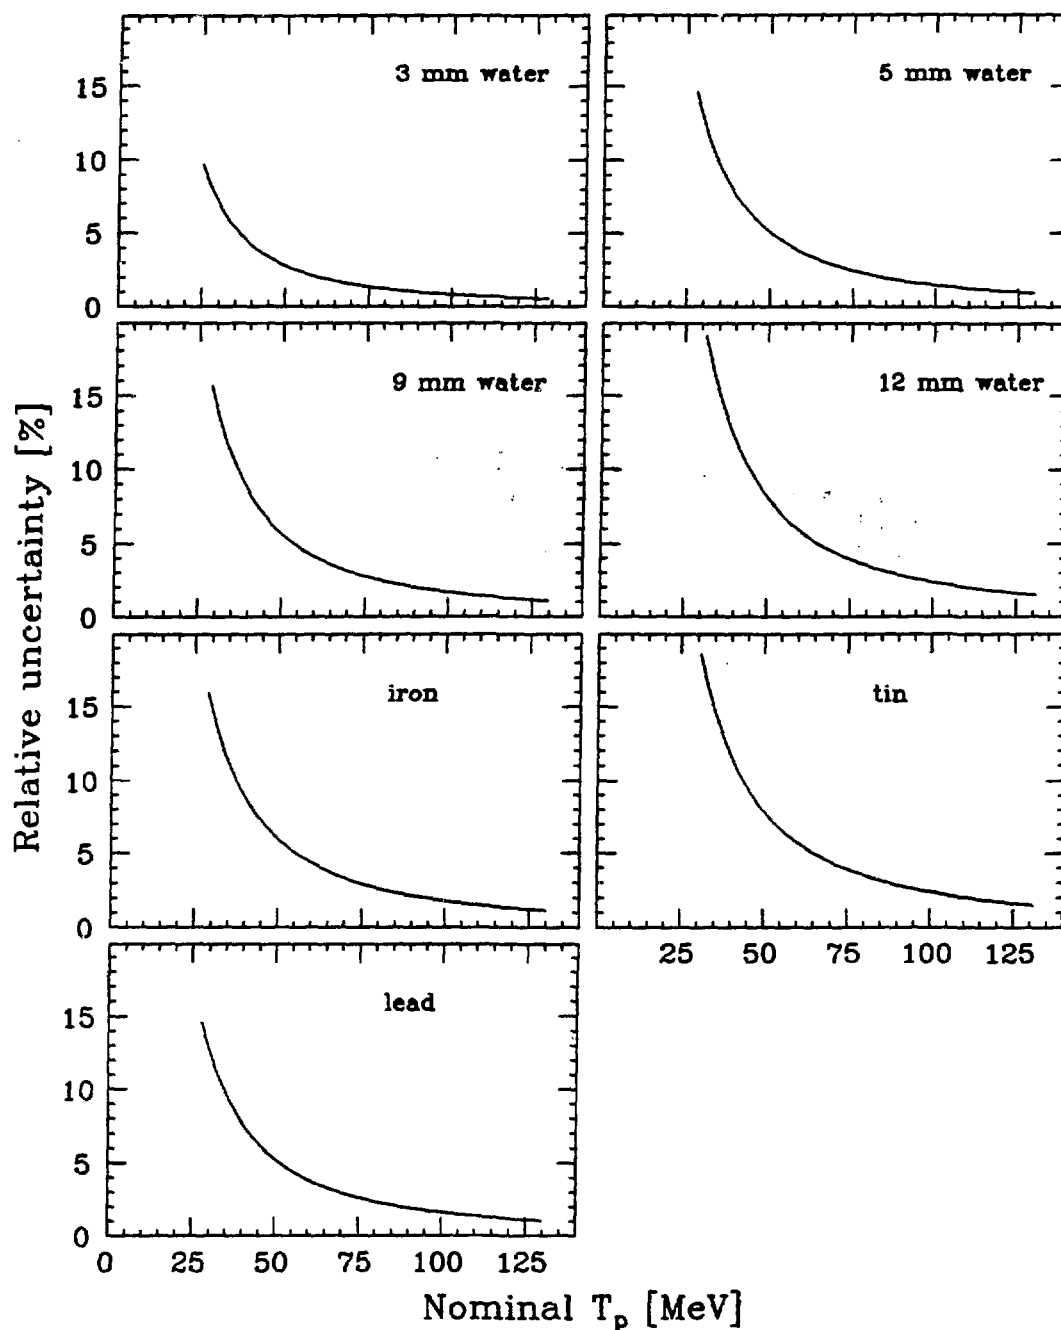 3 mm water
5 mm water
15
10
5
0
9 mm water
12 mm water
15
10
5
0
iron
tin
15
10
5
0
25 50 75 100 125
lead
15
10
5
0
0 25 50 75 100 125
Relative uncertainty [%]
Nominal Tp [MeV]